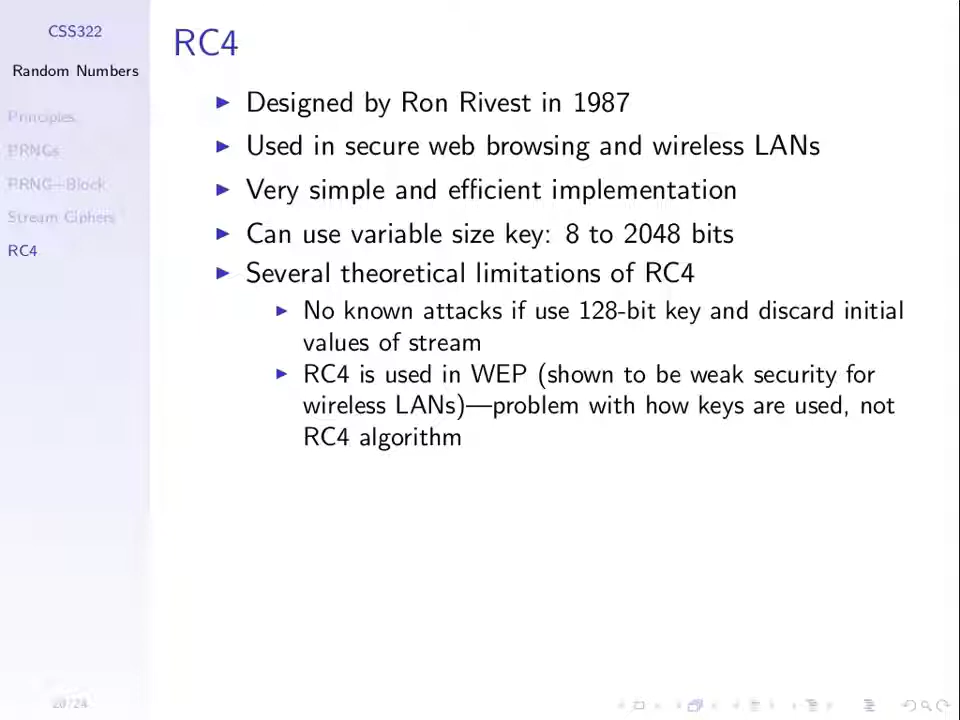 CSS322
Random Numbers
Principles
PRNGs
PRNG–Block
Stream Ciphers
RC4
RC4
Designed by Ron Rivest in 1987
Used in secure web browsing and wireless LANs
Very simple and efficient implementation
Can use variable size key: 8 to 2048 bits
Several theoretical limitations of RC4
No known attacks if use 128-bit key and discard initial
values of stream
RC4 is used in WEP (shown to be weak security for
wireless LANs)—problem with how keys are used, not
RC4 algorithm
20/24